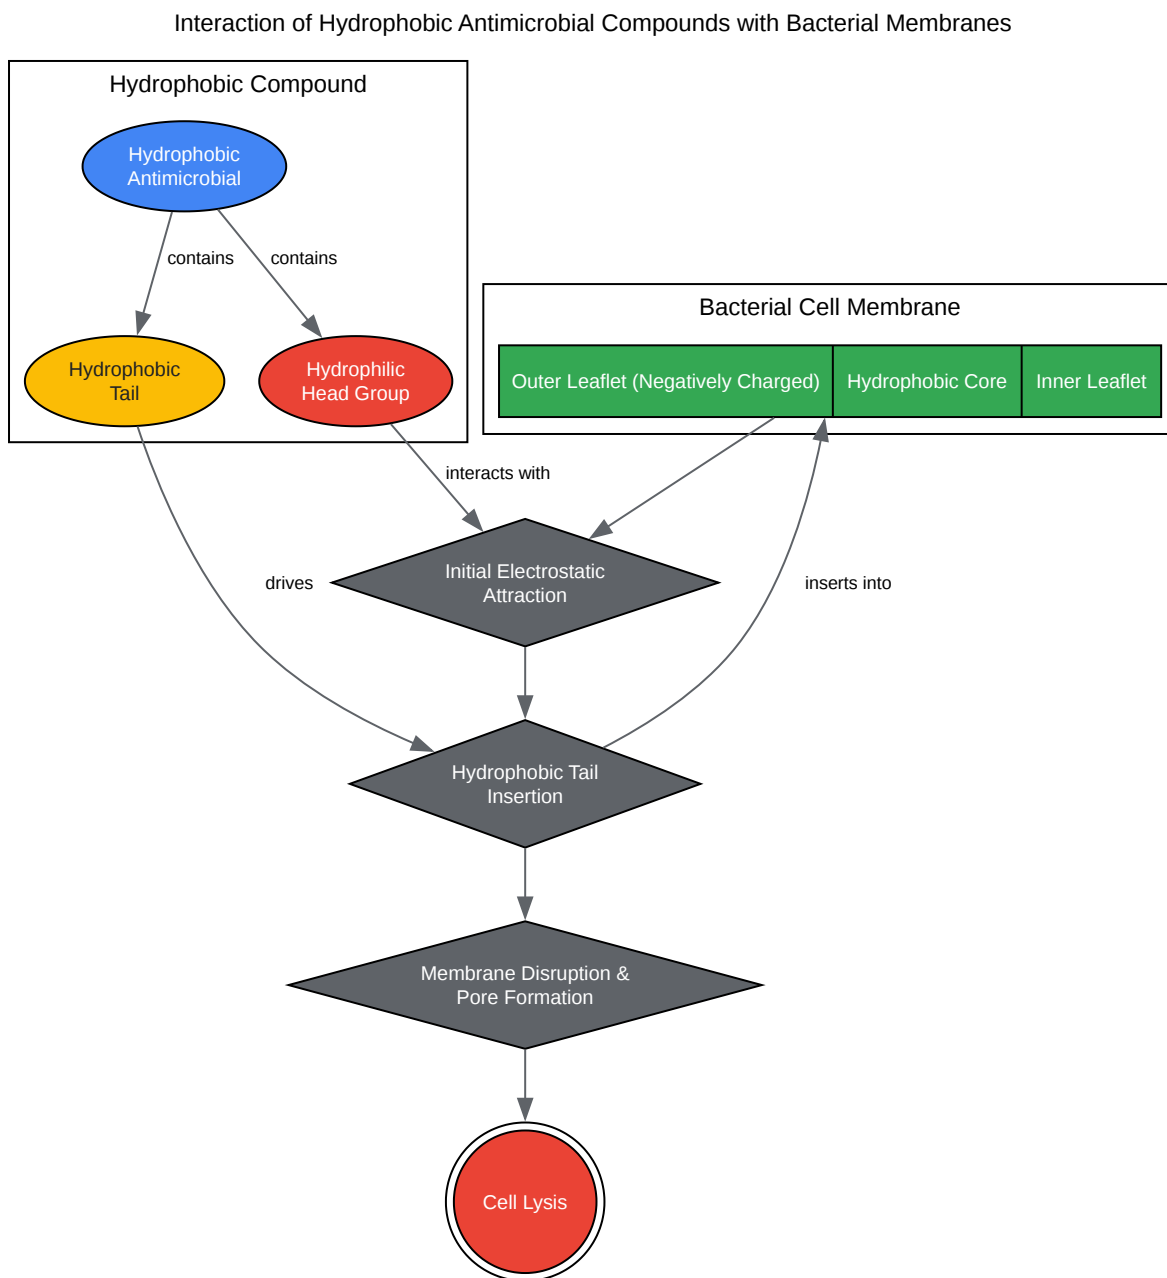 Interaction of Hydrophobic Antimicrobial Compounds with Bacterial Membranes
Hydrophobic Compound
Hydrophobic
Antimicrobial
contains
contains
Hydrophobic
Tail
Hydrophilic
Head Group
Bacterial Cell Membrane
Outer Leaflet (Negatively Charged)
Hydrophobic Core
Inner Leaflet
interacts with
Initial Electrostatic
Attraction
drives
inserts into
Hydrophobic Tail
Insertion
Membrane Disruption &
Pore Formation
Cell Lysis